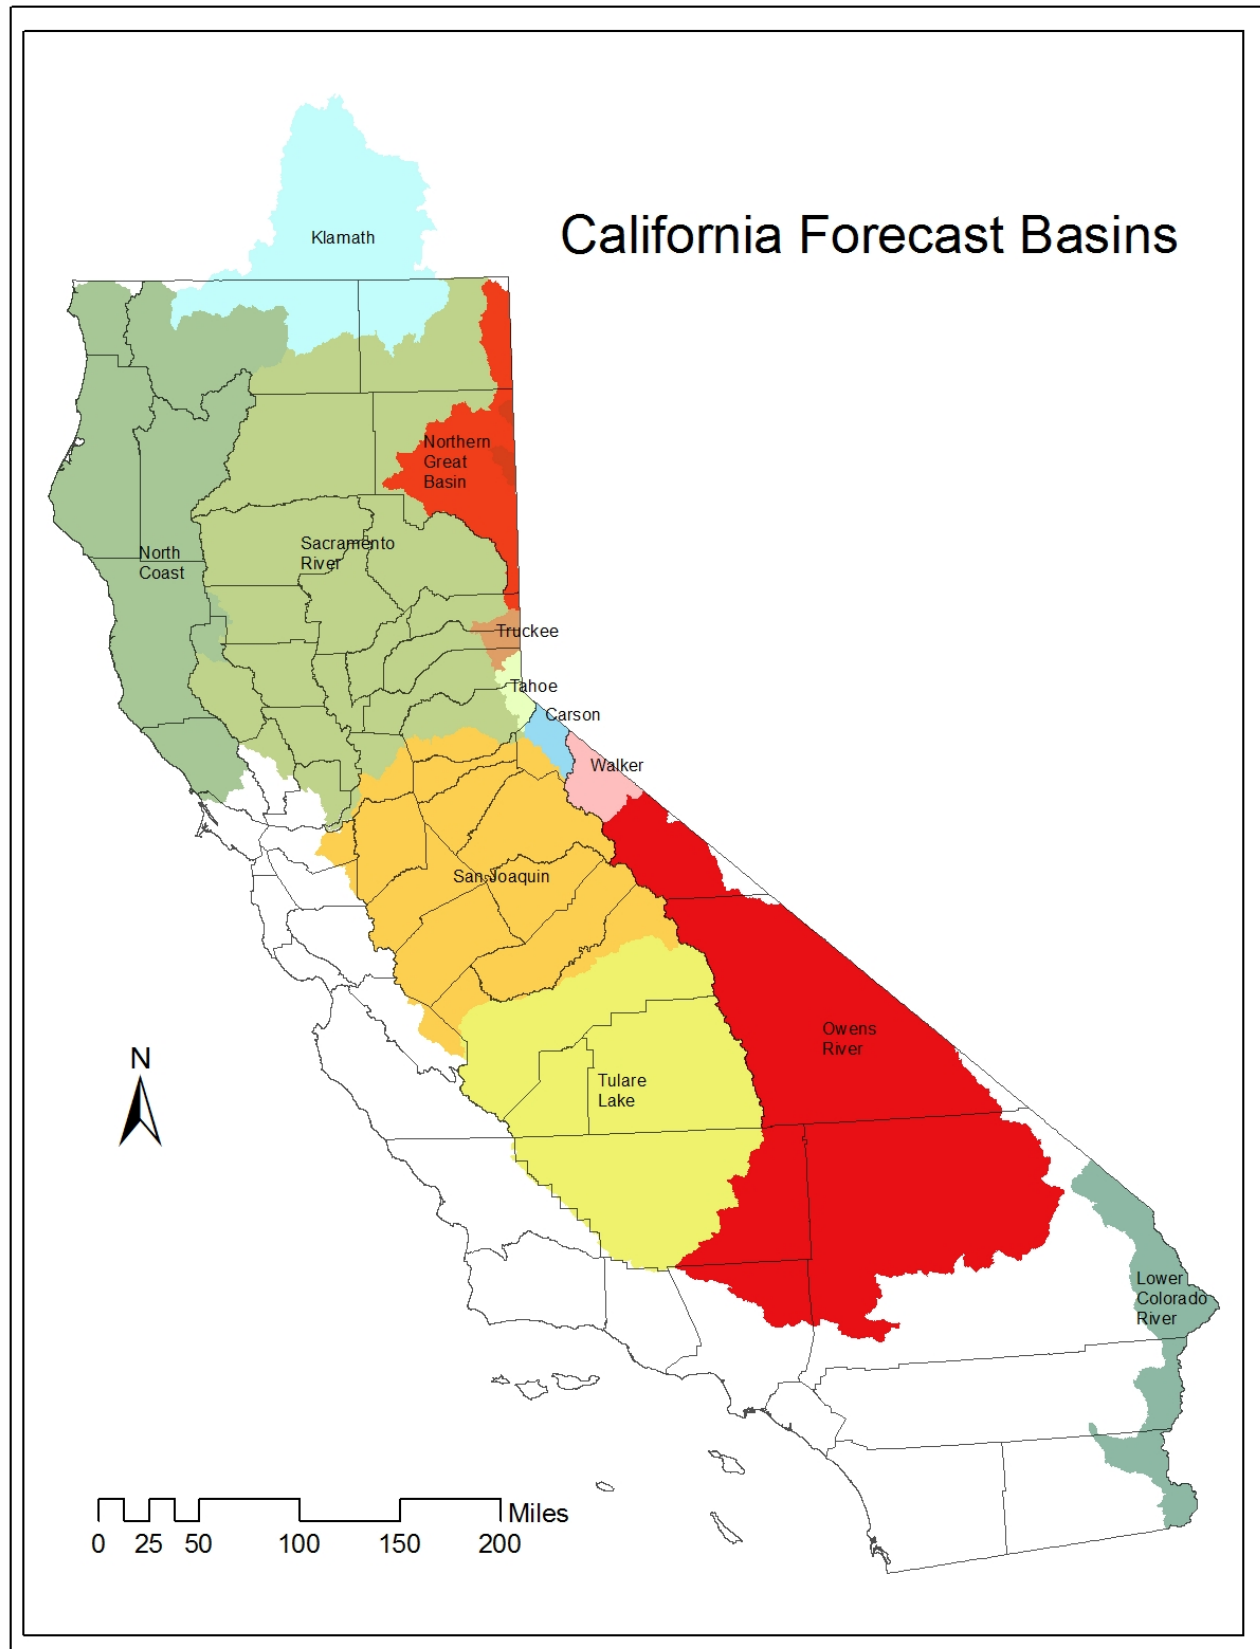 California Forecast Basins
Klamath
Northern
Great
Basin
North
Coast
Sacramento
River
Truckee
Tahoe
Carson
Walker
San Joaquin
Owens
River
Tulare
Lake
N
Lower
Colorado
River
Miles
0 25 50 100 150 200